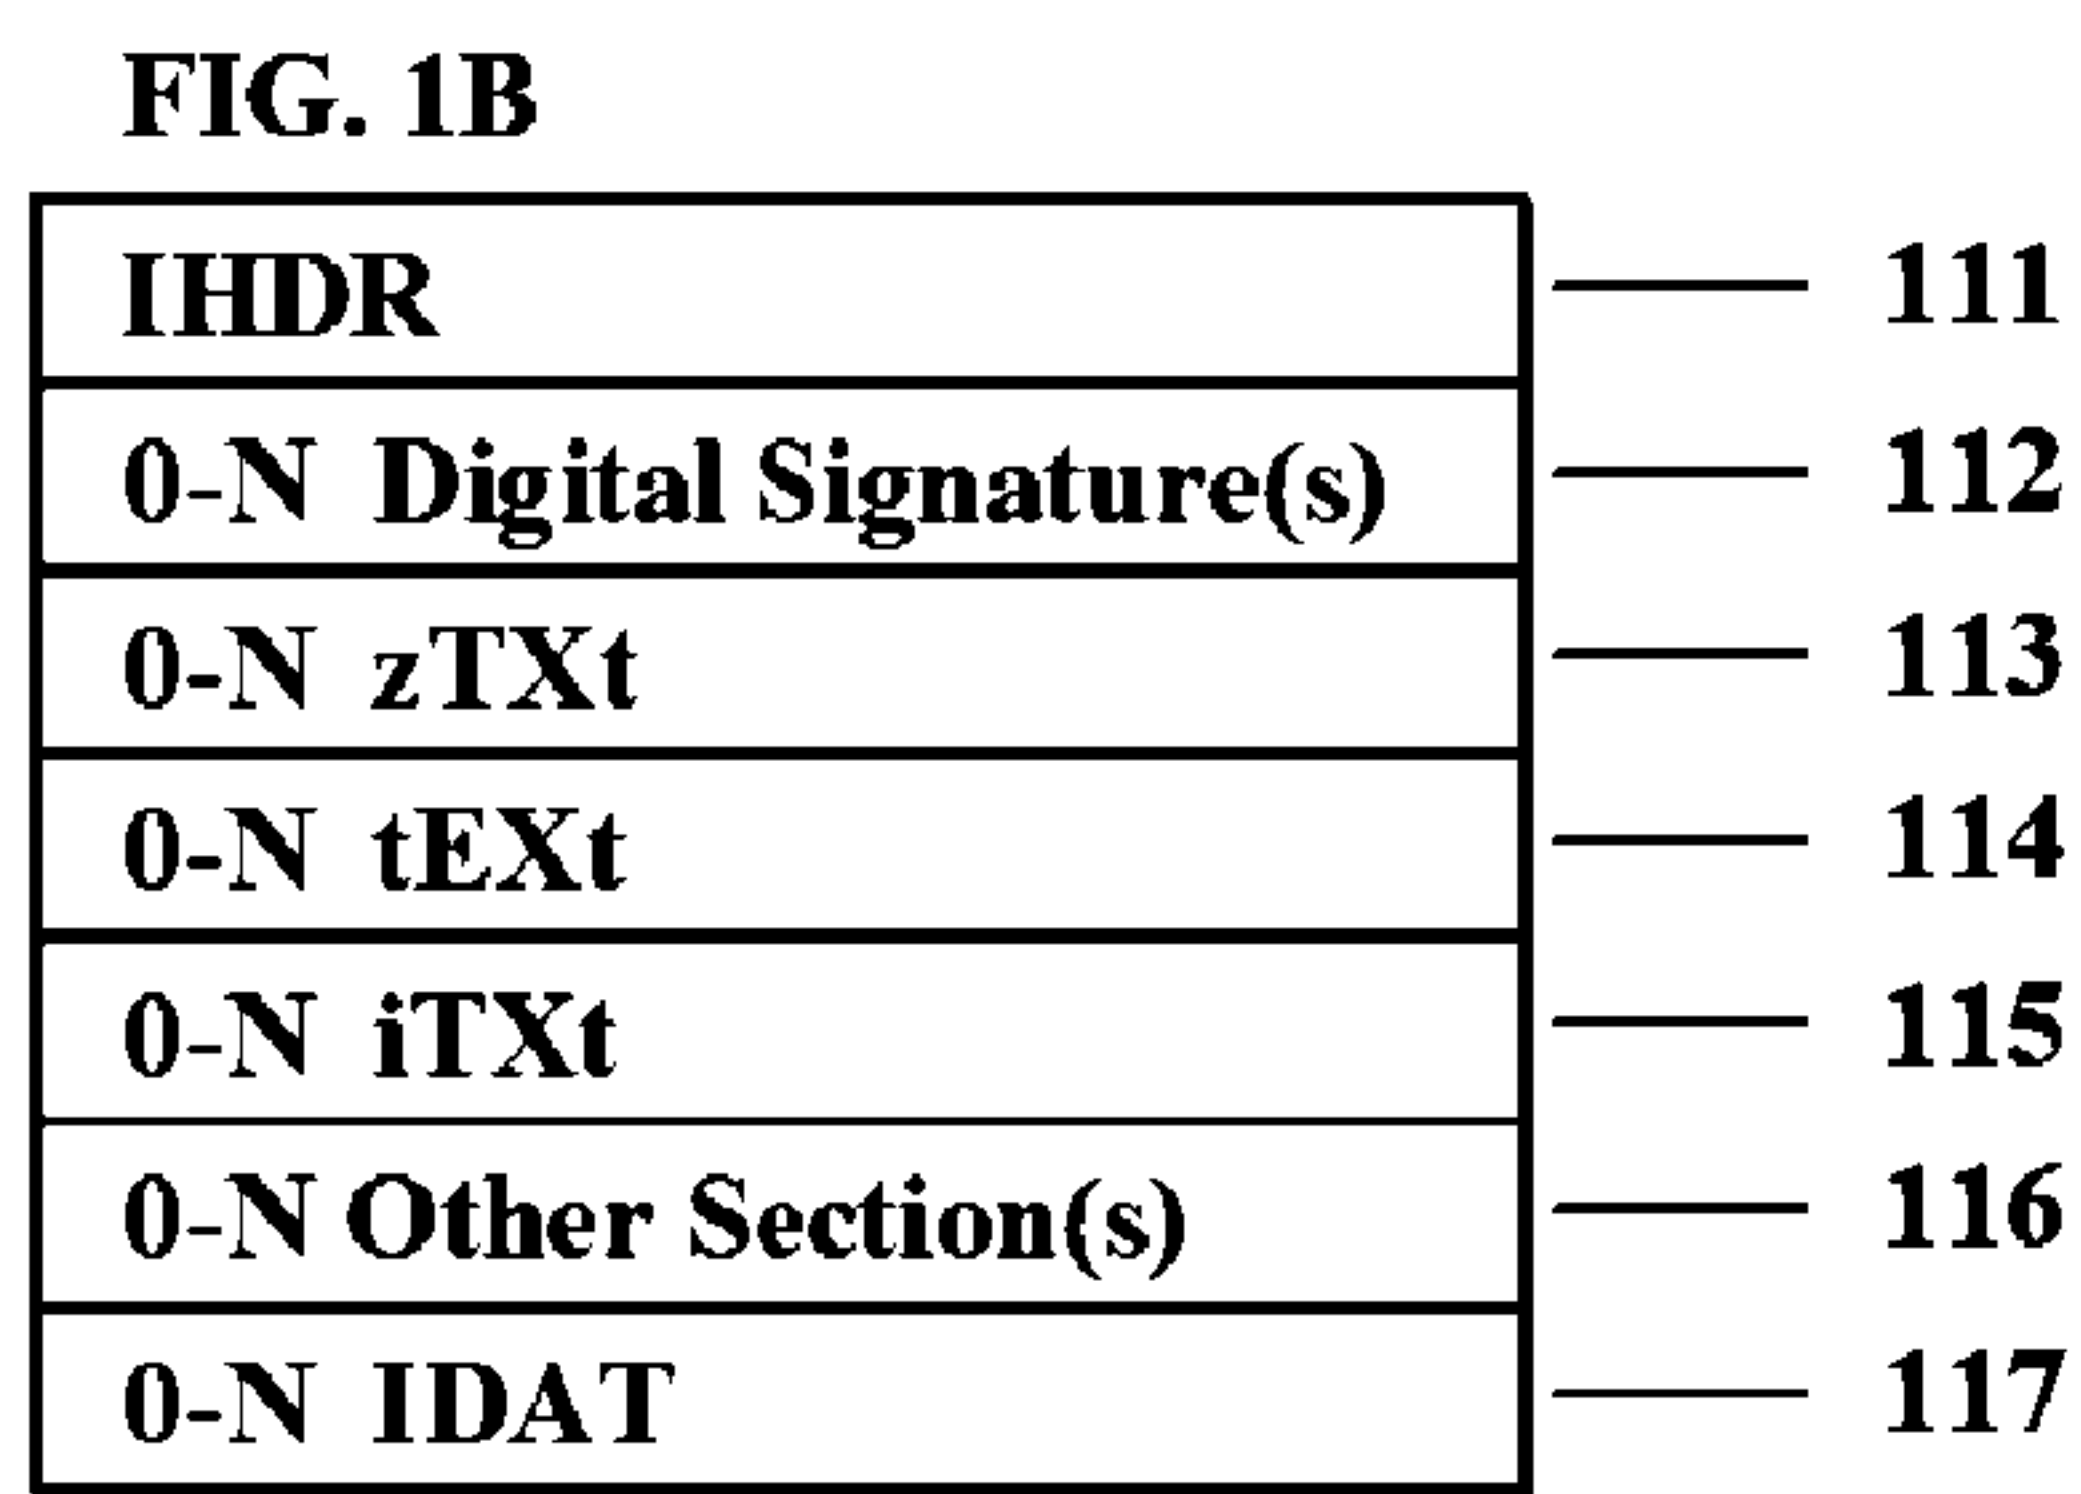 FIG. 1B
IHDR 111
0-N Digital Signature(s) 112
0-N zTXt 113
0-N tEXt 114
0-N iTXt 115
0-N Other Section(s) 116
0-N IDAT 117